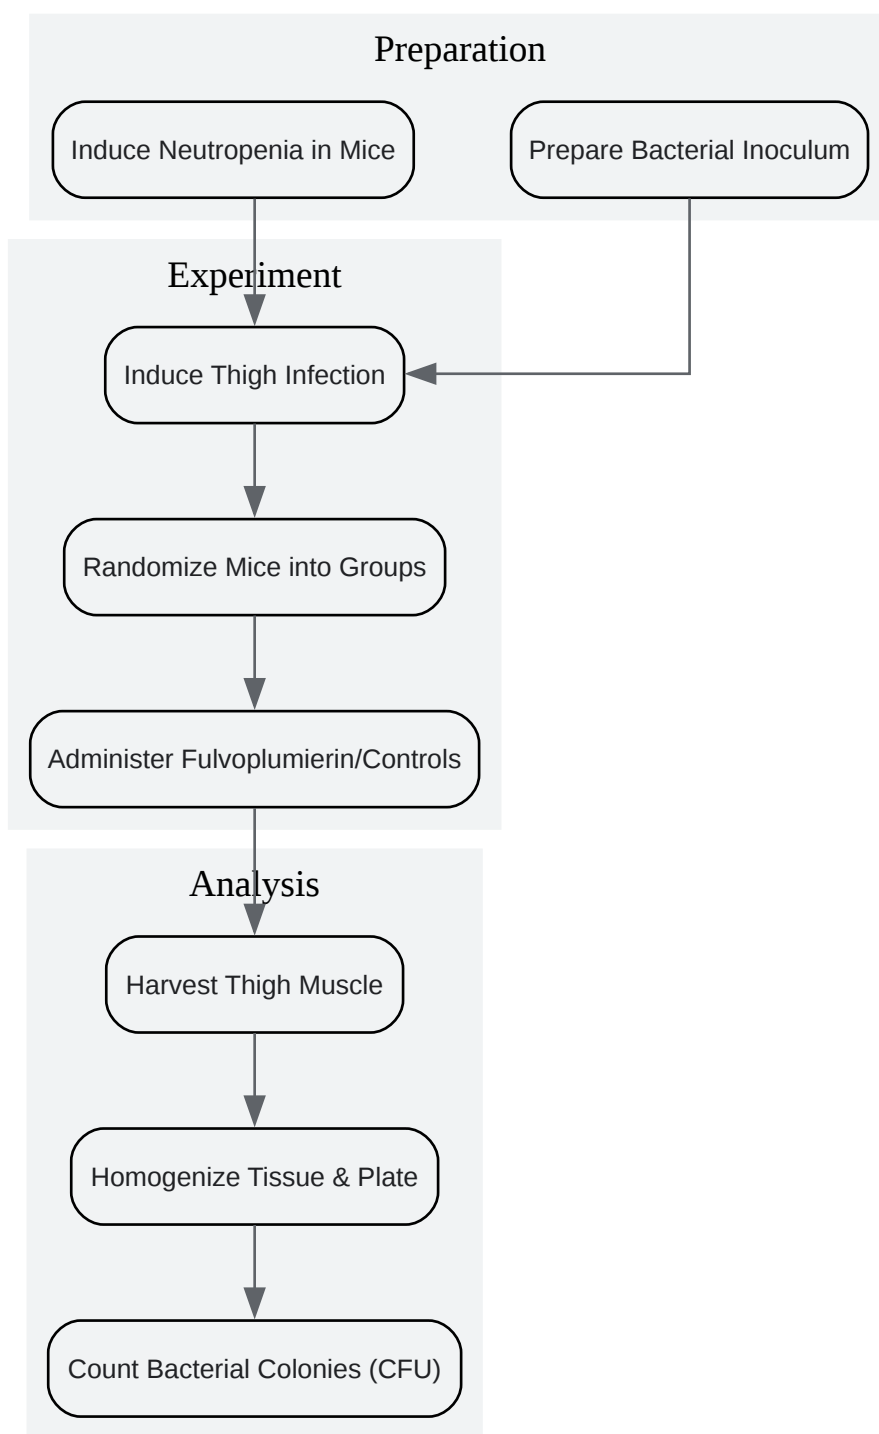 Preparation
Induce Neutropenia in Mice
Prepare Bacterial Inoculum
Experiment
Induce Thigh Infection
Randomize Mice into Groups
Administer Fulvoplumierin/Controls
Analysis
Harvest Thigh Muscle
Homogenize Tissue & Plate
Count Bacterial Colonies (CFU)